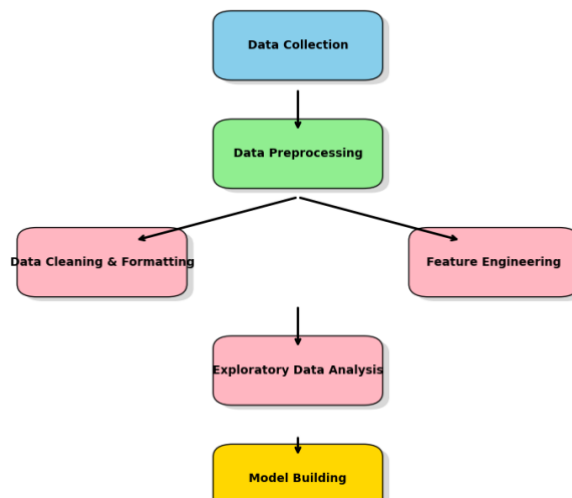 Data Collection
Data Preprocessing
Data Cleaning & Formatting
Feature Engineering
Exploratory Data Analysis
Model Building